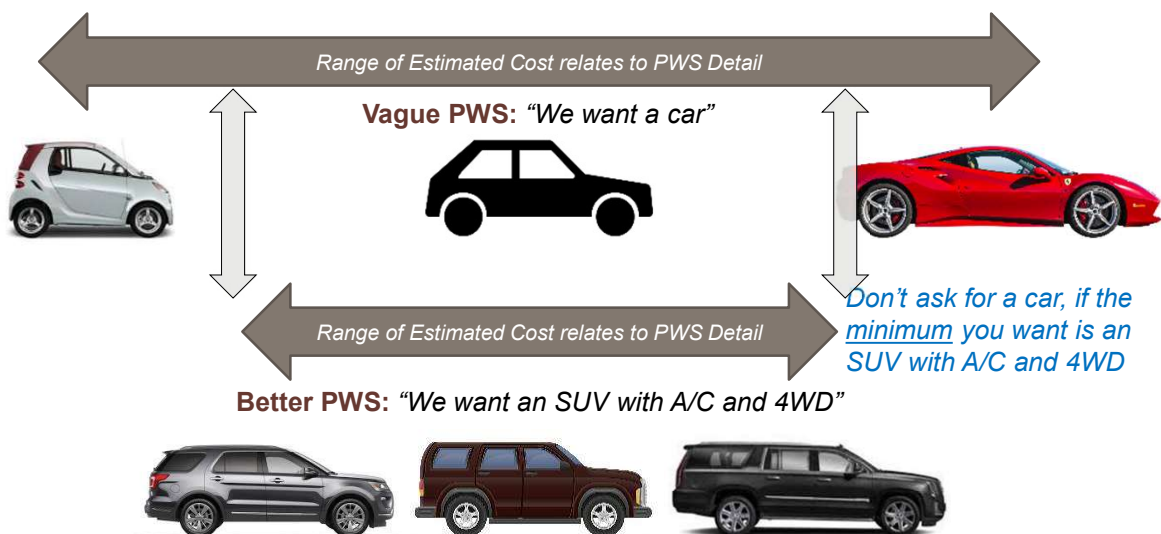 Range of Estimated Cost relates to PWS Detail
Vague PWS: “We want a car”
Range of Estimated Cost relates to PWS Detail
Don’t ask for a car, if the
minimum you want is an
SUV with A/C and 4WD
Better PWS: “We want an SUV with A/C and 4WD”